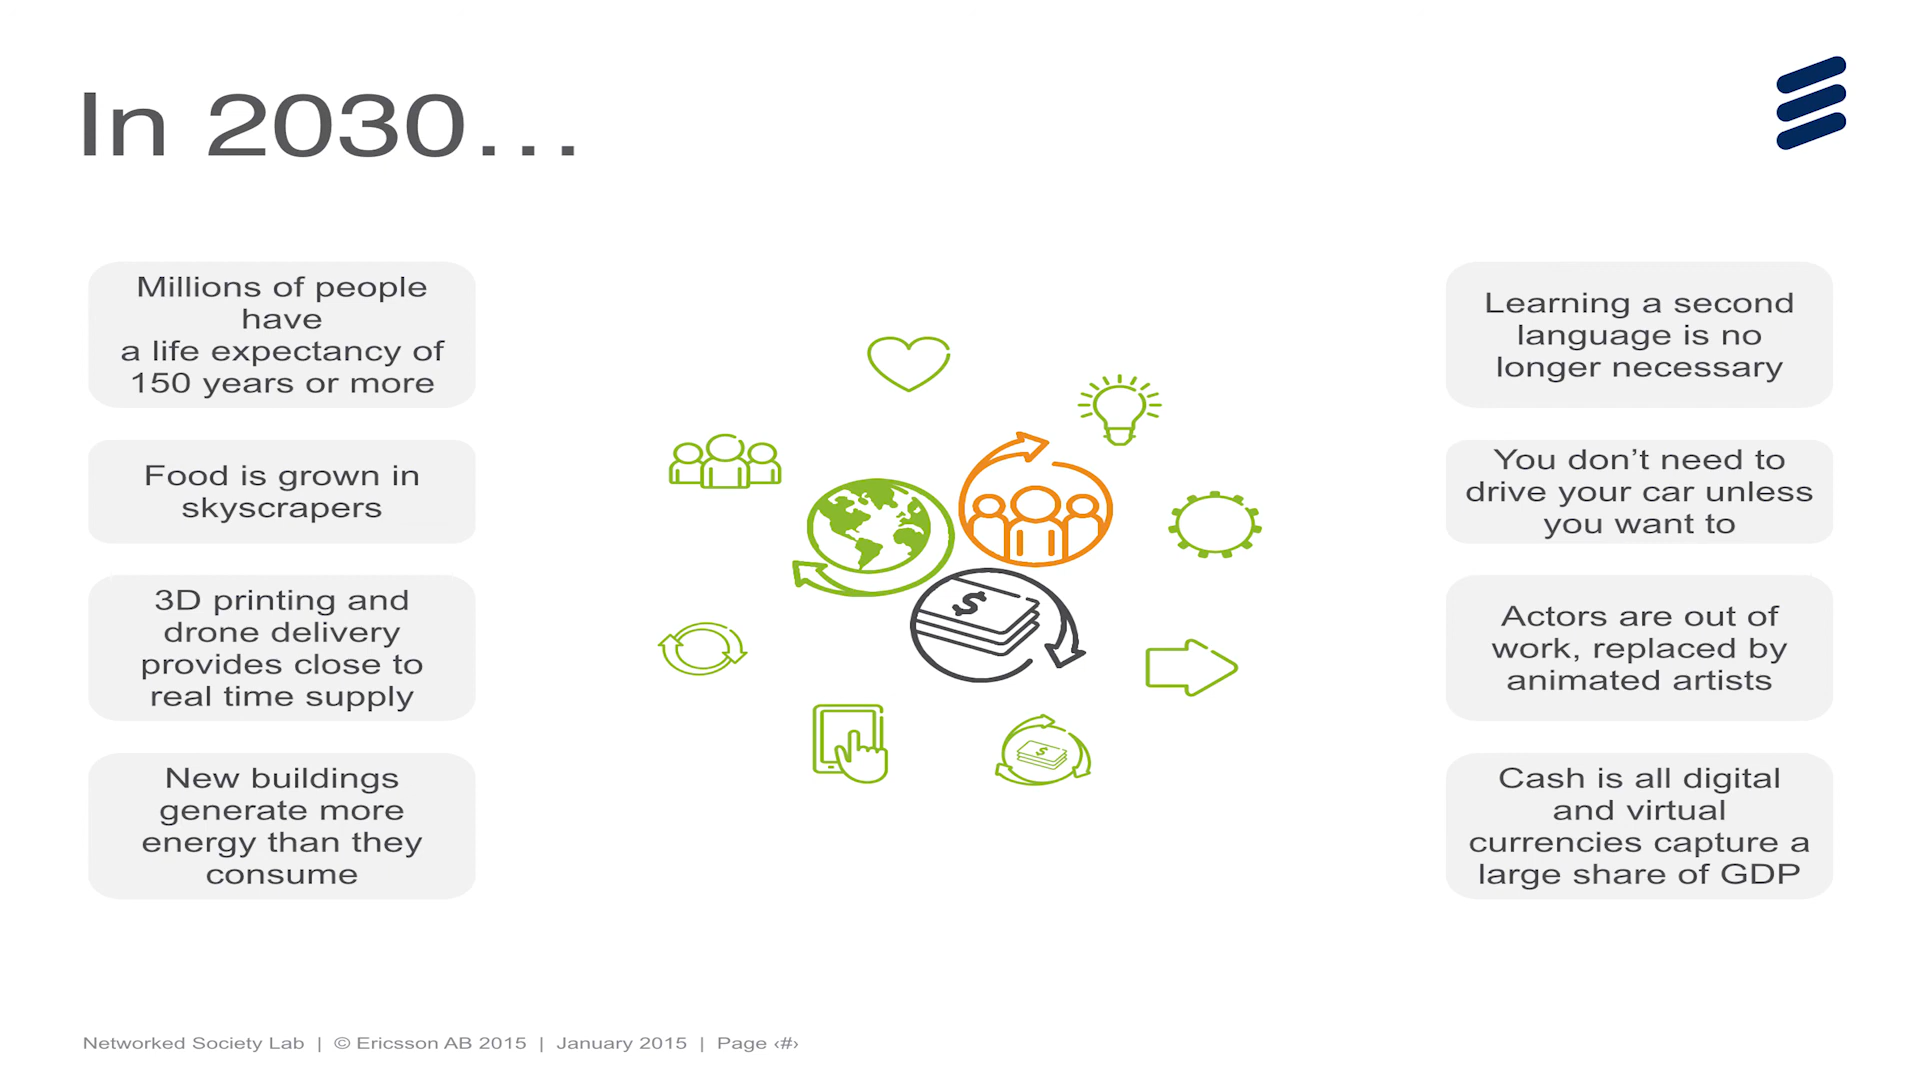 In 2030...
Millions of people
have
a life expectancy of
150 years or more
Food is grown in
skyscrapers
3D printing and
drone delivery
provides close to
real time supply
New buildings
generate more
energy than they
consume
$
$
Learning a second
language is no
longer necessary
You don’t need to
drive your car unless
you want to
Actors are out of
work, replaced by
animated artists
Cash is all digital
and virtual
currencies capture a
large share of GDP
Networked Society Lab | © Ericsson AB 2015 | January 2015 | Page ‹#›